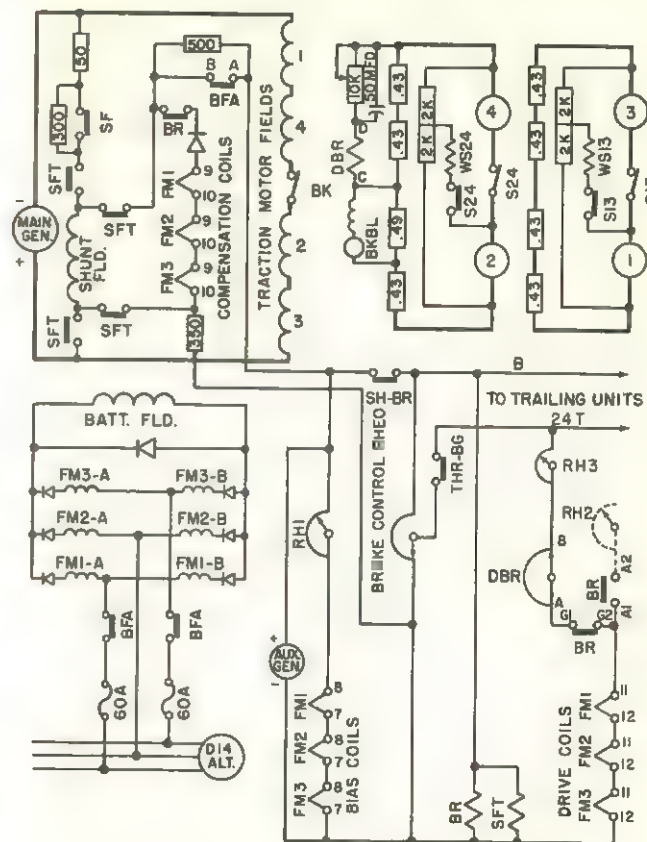 50
300
SF
SFT
SFT
MAIN
GEN.
SHUNT
FLD.
SFT
SFT
500
B
A
BFA
BR
9
FM1
10
9
FM2
10
9
FM3
10
COMPENSATION COILS
350
TRACTION MOTOR FIELDS
1
4
2
3
BK
10K
50 MFD
D
DBR
C
BKBL
.43
.43
.49
.43
2K
2K
WS24
S24
4
S24
2
.43
.43
.43
2K
2K
WS13
S13
3
1
BATT. FLD.
FM3-A
FM3-B
FM2-A
FM2-B
FM1-A
FM1-B
BFA
BFA
60A
60A
D14
ALT.
SH-BR
B
TO TRAILING UNITS
24 T
RH1
BRAKE CONTROL RHEO
THR-BG
RH3
RH2
B
DBR
A
G1
G2
A2
BR
A1
BR
AUX.
GEN.
8
FM1
7
8
FM2
7
8
FM3
7
BIAS COILS
BR
SFT
DRIVE COILS
11
FM1
12
11
FM2
12
11
FM3
12